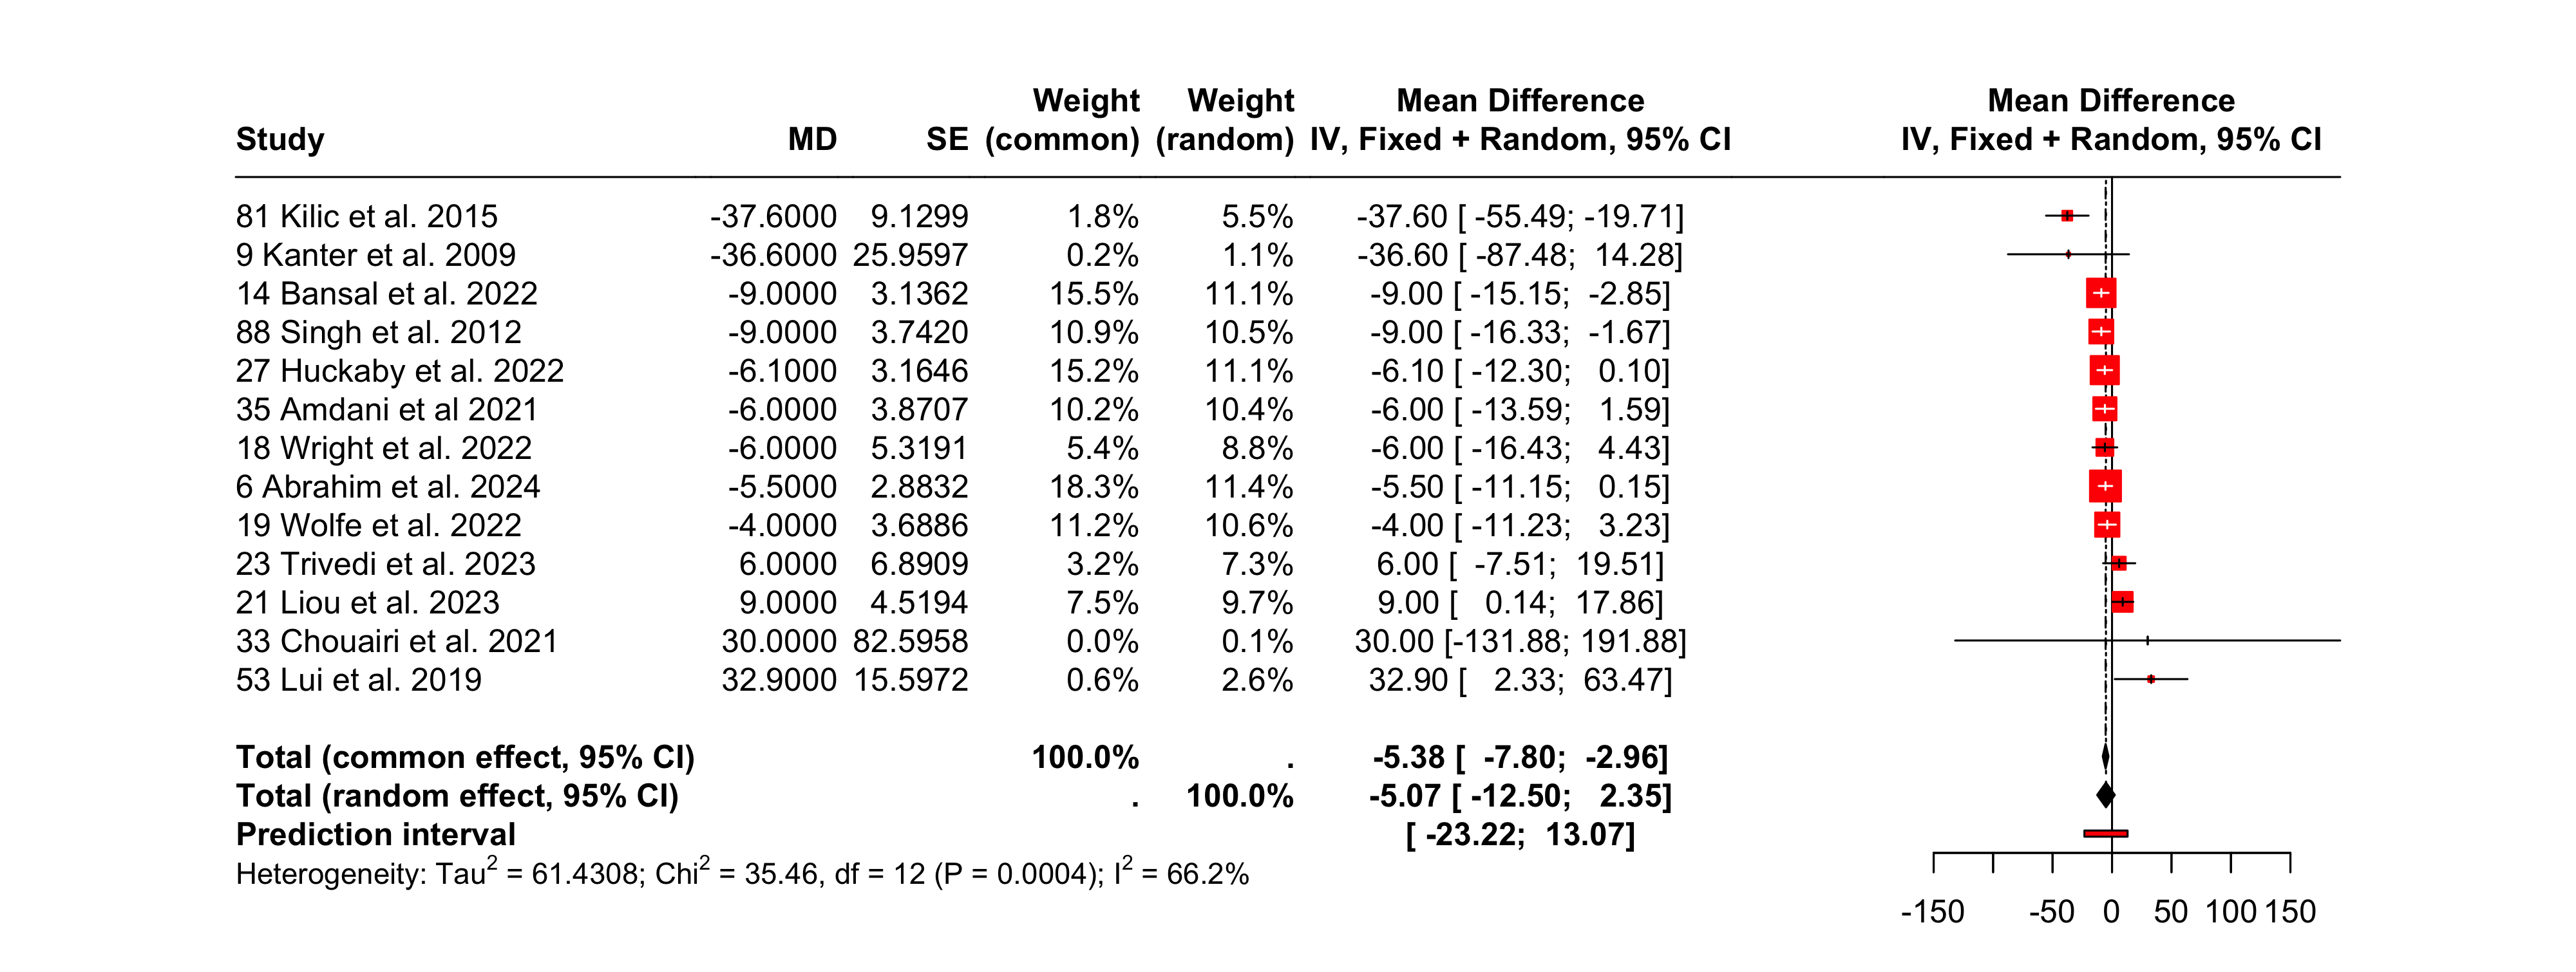 Weight Weight Mean Difference Mean Difference
Study MD SE (common) (random) IV, Fixed + Random, 95% CI IV, Fixed + Random, 95% CI
81 Kilic et al. 2015 -37.6000 9.1299 1.8% 5.5% -37.60 [ -55.49; -19.71]
9 Kanter et al. 2009 -36.6000 25.9597 0.2% 1.1% -36.60 [ -87.48; 14.28]
14 Bansal et al. 2022 -9.0000 3.1362 15.5% 11.1% -9.00 [ -15.15; -2.85]
88 Singh et al. 2012 -9.0000 3.7420 10.9% 10.5% -9.00 [ -16.33; -1.67]
27 Huckaby et al. 2022 -6.1000 3.1646 15.2% 11.1% -6.10 [ -12.30; 0.10]
35 Amdani et al 2021 -6.0000 3.8707 10.2% 10.4% -6.00 [ -13.59; 1.59]
18 Wright et al. 2022 -6.0000 5.3191 5.4% 8.8% -6.00 [ -16.43; 4.43]
6 Abrahim et al. 2024 -5.5000 2.8832 18.3% 11.4% -5.50 [ -11.15; 0.15]
19 Wolfe et al. 2022 -4.0000 3.6886 11.2% 10.6% -4.00 [ -11.23; 3.23]
23 Trivedi et al. 2023 6.0000 6.8909 3.2% 7.3% 6.00 [ -7.51; 19.51]
21 Liou et al. 2023 9.0000 4.5194 7.5% 9.7% 9.00 [ 0.14; 17.86]
33 Chouairi et al. 2021 30.0000 82.5958 0.0% 0.1% 30.00 [-131.88; 191.88]
53 Lui et al. 2019 32.9000 15.5972 0.6% 2.6% 32.90 [ 2.33; 63.47]
Total (common effect, 95% CI) 100.0% . -5.38 [ -7.80; -2.96]
Total (random effect, 95% CI) . 100.0% -5.07 [ -12.50; 2.35]
Prediction interval [ -23.22; 13.07]
Heterogeneity: Tau² = 61.4308; Chi² = 35.46, df = 12 (P = 0.0004); I² = 66.2%
-150 -50 0 50 100 150